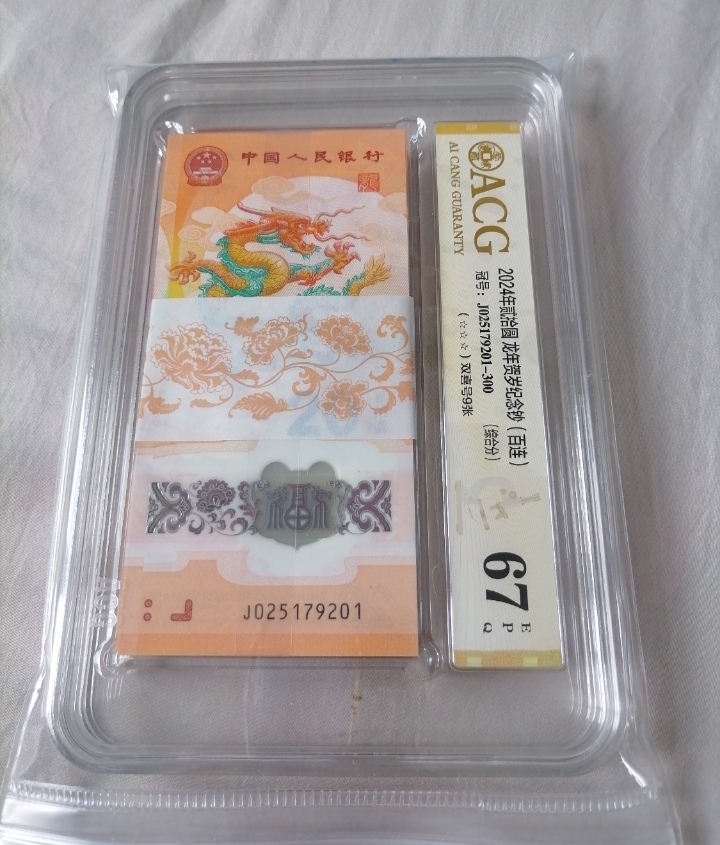 中国人民银行
福
J025179201
ACG
AI CANG GUARANTY
2024年贰拾圆 龙年贺岁纪念钞（百连）
冠号：J025179201-300 （综合分）
（☆☆☆）双喜号9张
67 E
P
Q